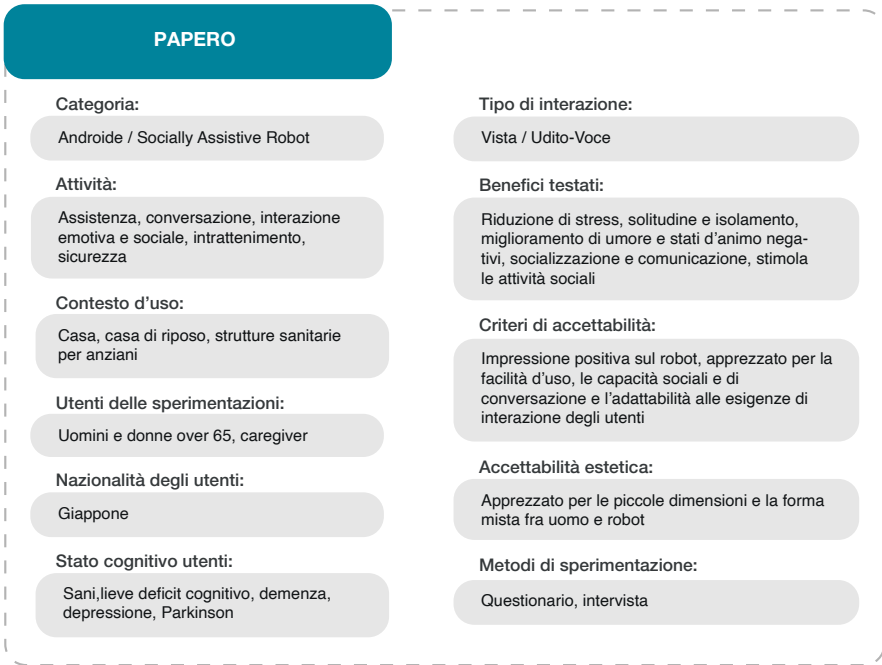 PAPERO
Categoria:
Androide / Socially Assistive Robot
Attività:
Assistenza, conversazione, interazione
emotiva e sociale, intrattenimento,
sicurezza
Contesto d'uso:
Casa, casa di riposo, strutture sanitarie
per anziani
Utenti delle sperimentazioni:
Uomini e donne over 65, caregiver
Nazionalità degli utenti:
Giappone
Stato cognitivo utenti:
Sani,lieve deficit cognitivo, demenza,
depressione, Parkinson
Tipo di interazione:
Vista / Udito-Voce
Benefici testati:
Riduzione di stress, solitudine e isolamento,
miglioramento di umore e stati d'animo nega-
tivi, socializzazione e comunicazione, stimola
le attività sociali
Criteri di accettabilità:
Impressione positiva sul robot, apprezzato per la
facilità d'uso, le capacità sociali e di
conversazione e l'adattabilità alle esigenze di
interazione degli utenti
Accettabilità estetica:
Apprezzato per le piccole dimensioni e la forma
mista fra uomo e robot
Metodi di sperimentazione:
Questionario, intervista